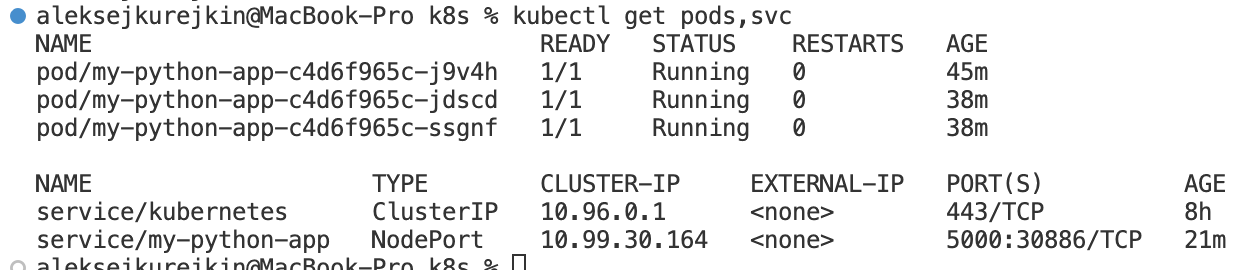 aleksejkurejkin@MacBook-Pro k8s % kubectl get pods,svc
NAME READY STATUS RESTARTS AGE
pod/my-python-app-c4d6f965c-j9v4h 1/1 Running 0 45m
pod/my-python-app-c4d6f965c-jdscd 1/1 Running 0 38m
pod/my-python-app-c4d6f965c-ssgnf 1/1 Running 0 38m
NAME TYPE CLUSTER-IP EXTERNAL-IP PORT(S) AGE
service/kubernetes ClusterIP 10.96.0.1 <none> 443/TCP 8h
service/my-python-app NodePort 10.99.30.164 <none> 5000:30886/TCP 21m
aleksejkurejkin@MacBook-Pro k8s %